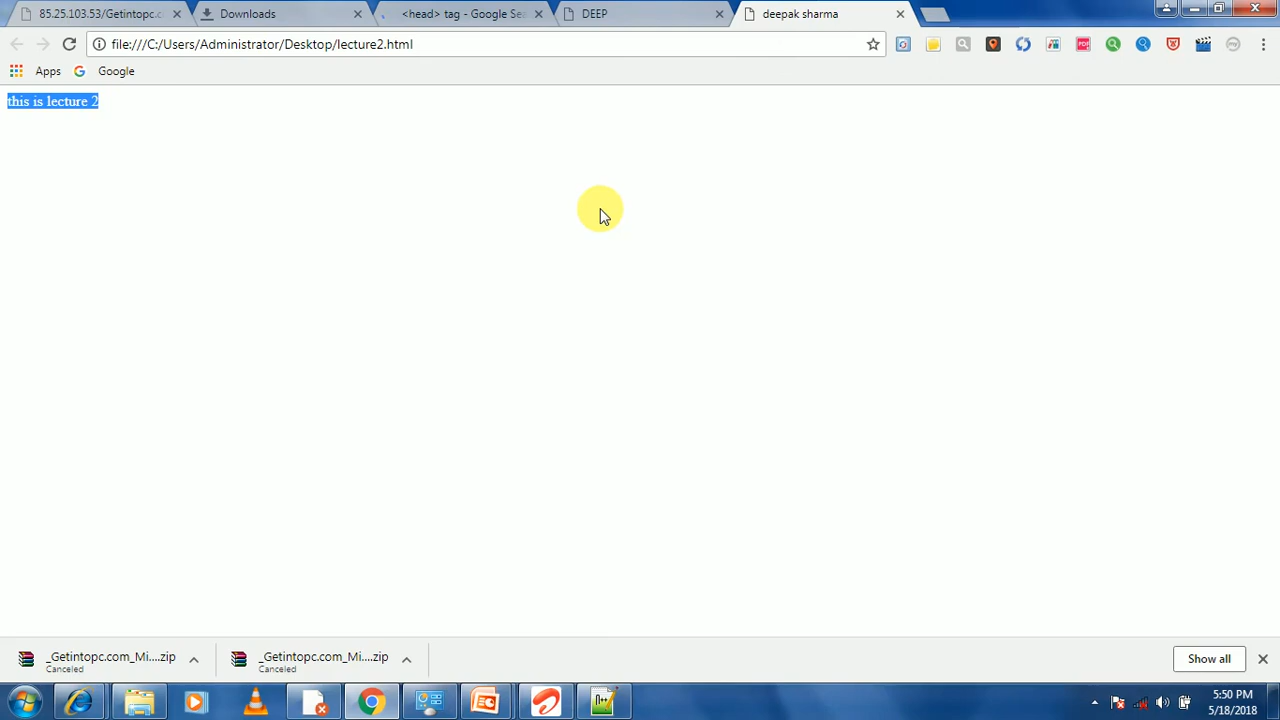 85.25.103.53/Getintopc.c
Downloads
<head> tag - Google Sea
DEEP
deepak sharma
file:///C:/Users/Administrator/Desktop/lecture2.html
Apps
Google
this is lecture 2
_Getintopc.com_Mi....zip
Canceled
_Getintopc.com_Mi....zip
Canceled
Show all
5:50 PM
5/18/2018